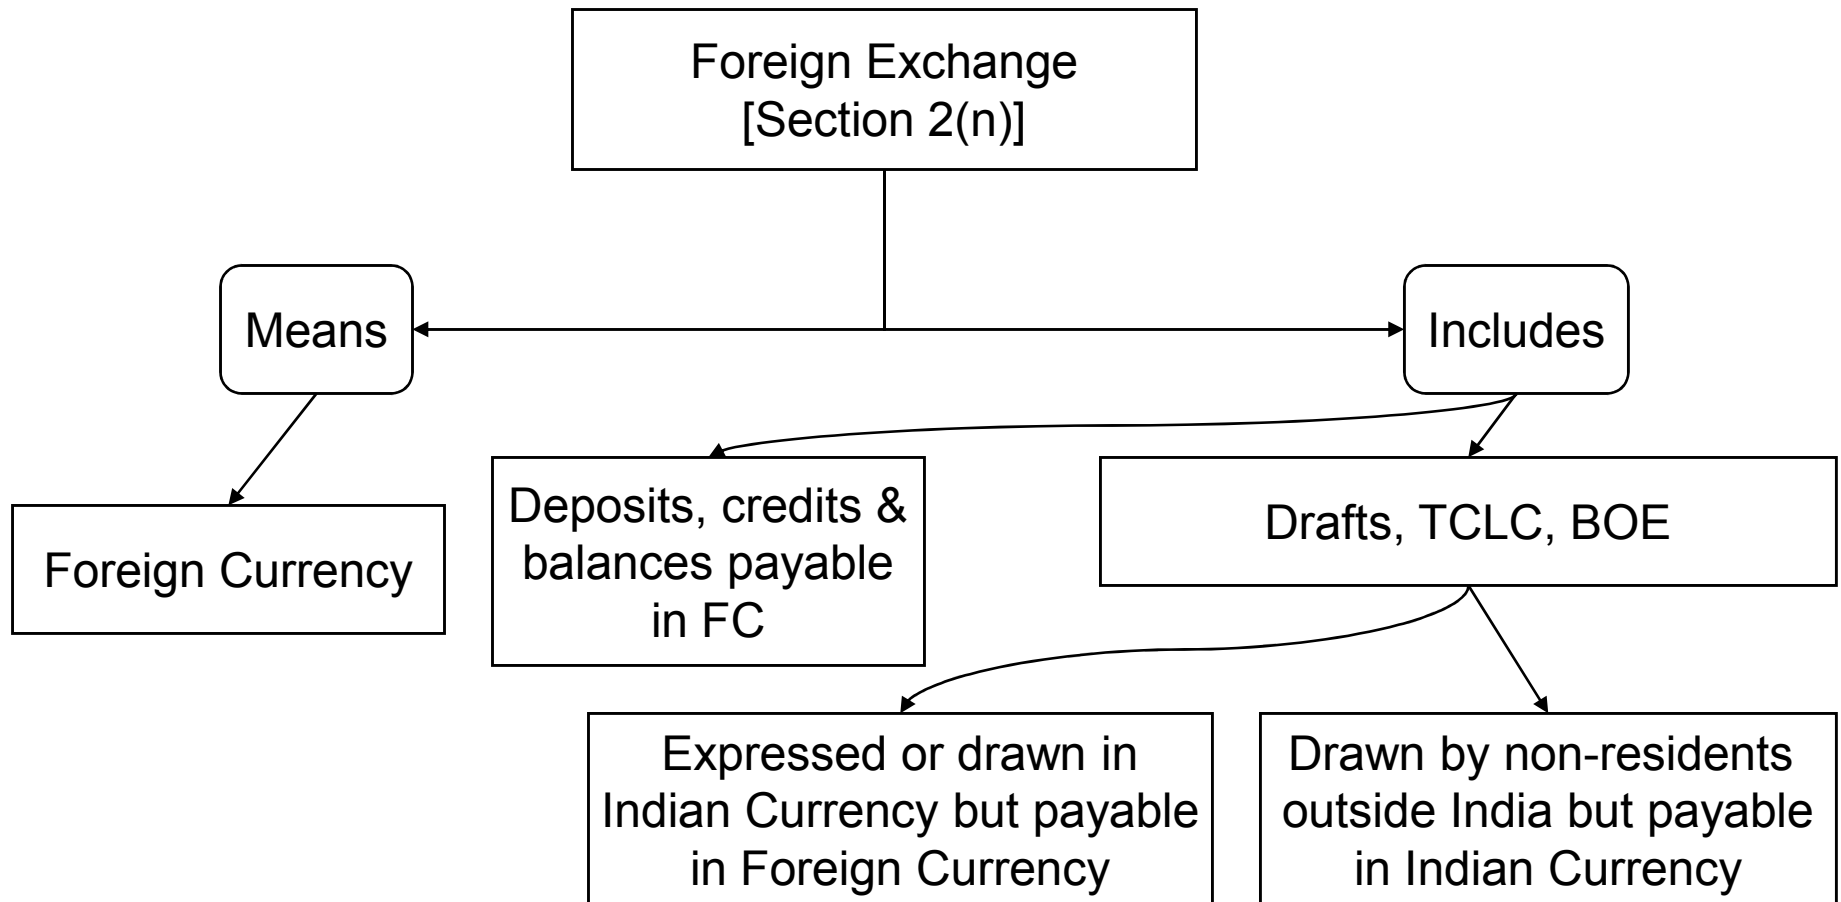 Foreign Exchange
[Section 2(n)]
Means
Includes
Foreign Currency
Deposits, credits &
balances payable
in FC
Drafts, TCLC, BOE
Expressed or drawn in
Indian Currency but payable
in Foreign Currency
Drawn by non-residents
outside India but payable
in Indian Currency